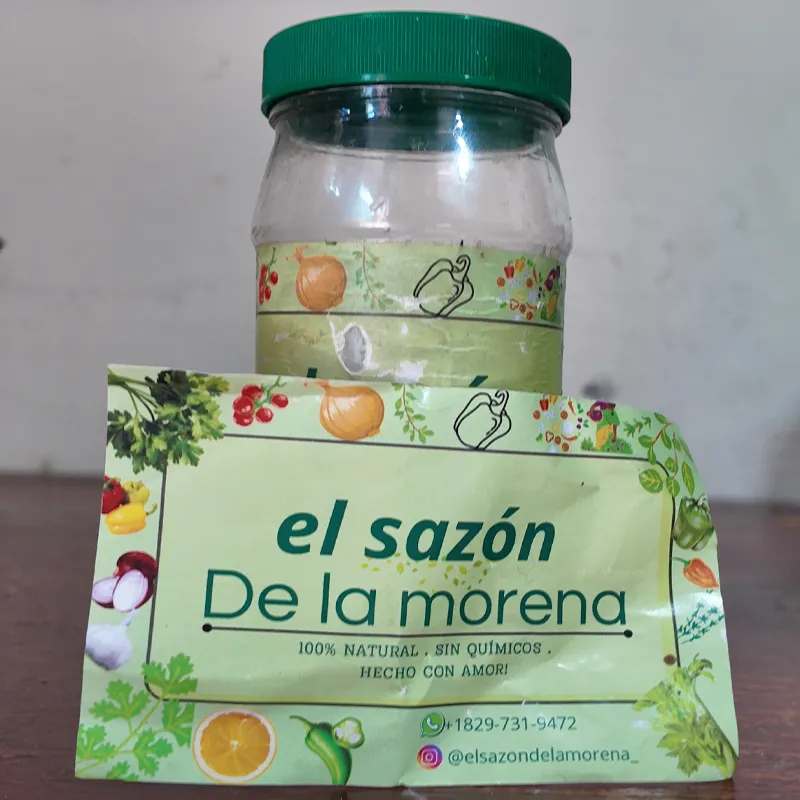 el sazón
De la morena
100% NATURAL . SIN QUÍMICOS .
HECHO CON AMOR!
+1829-731-9472
@elsazondelamorena_